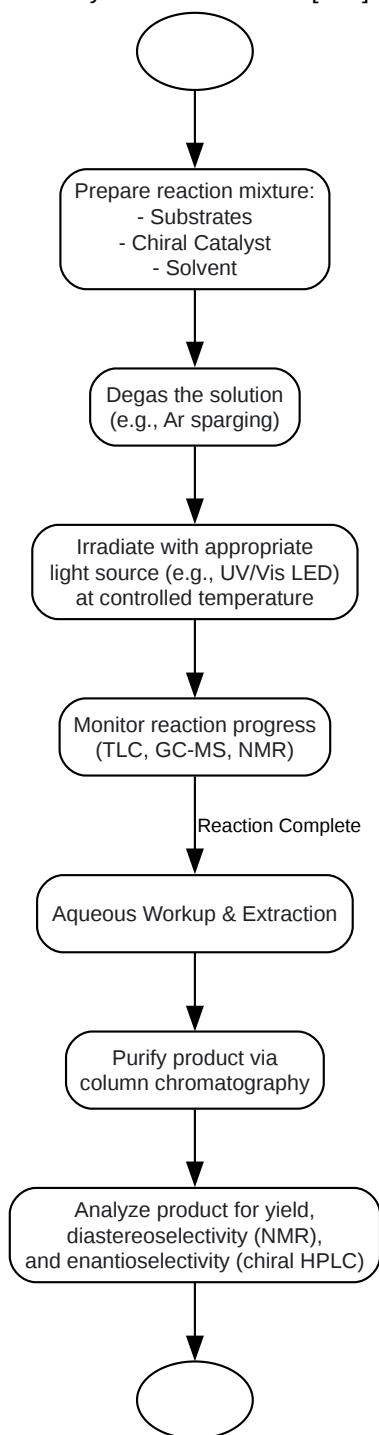 Prepare reaction mixture:
- Substrates
- Chiral Catalyst
- Solvent
Degas the solution
(e.g., Ar sparging)
Irradiate with appropriate
light source (e.g., UV/Vis LED)
at controlled temperature
Monitor reaction progress
(TLC, GC-MS, NMR)
Reaction Complete
Aqueous Workup & Extraction
Purify product via
column chromatography
Analyze product for yield,
diastereoselectivity (NMR),
and enantioselectivity (chiral HPLC)